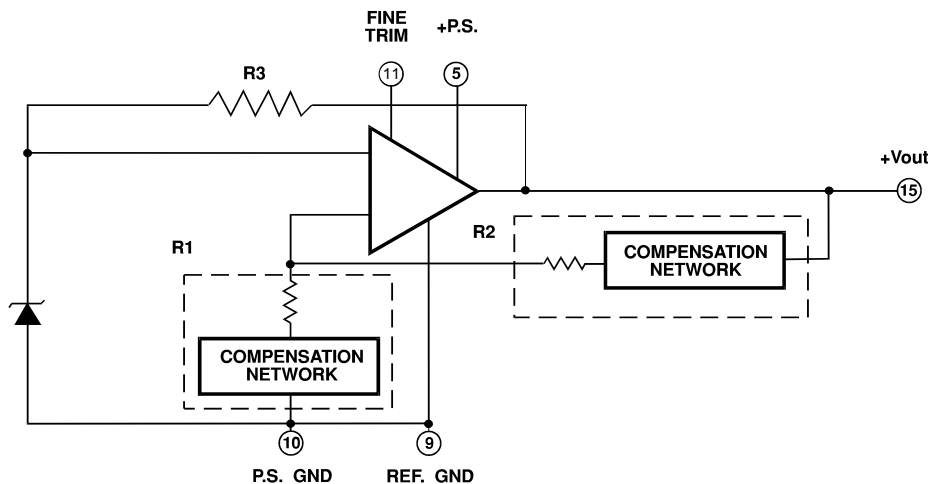 FINE
TRIM
+P.S.
11
5
R3
+Vout
15
R2
COMPENSATION
NETWORK
R1
COMPENSATION
NETWORK
10
9
P.S. GND
REF. GND